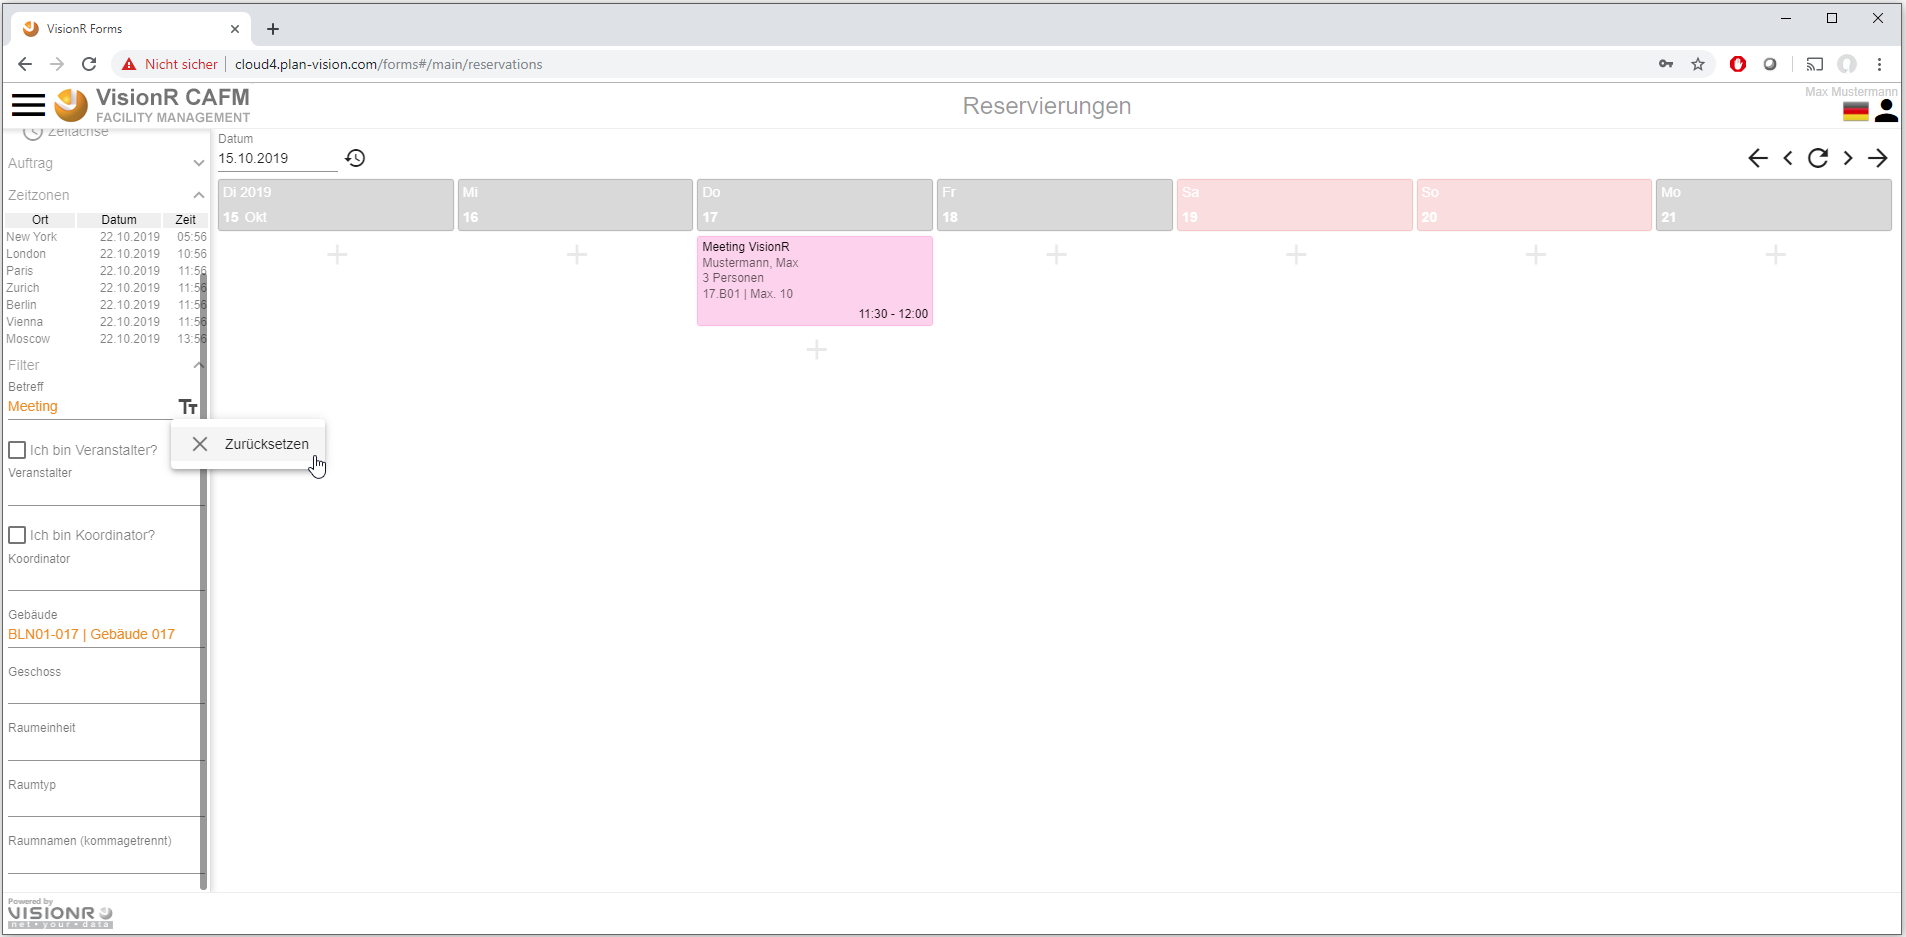 VisionR Forms
Nicht sicher
cloud4.plan-vision.com/forms#/main/reservations
VisionR CAFM
FACILITY MANAGEMENT
Reservierungen
Max Mustermann
Zeitachse
Auftrag
Zeitzonen
Ort Datum Zeit
New York 22.10.2019 05:56
London 22.10.2019 10:56
Paris 22.10.2019 11:56
Zurich 22.10.2019 11:56
Berlin 22.10.2019 11:56
Vienna 22.10.2019 11:56
Moscow 22.10.2019 13:56
Filter
Betreff
Meeting
Tt
Zurücksetzen
Ich bin Veranstalter?
Veranstalter
Ich bin Koordinator?
Koordinator
Gebäude
BLN01-017 | Gebäude 017
Geschoss
Raumeinheit
Raumtyp
Raumnamen (kommagetrennt)
Datum
15.10.2019
Di 2019
15 Okt
Mi
16
Do
17
Fr
18
Sa
19
So
20
Mo
21
Meeting VisionR
Mustermann, Max
3 Personen
17.B01 | Max. 10
11:30 - 12:00
Powered by
VISIONR
net • your • data